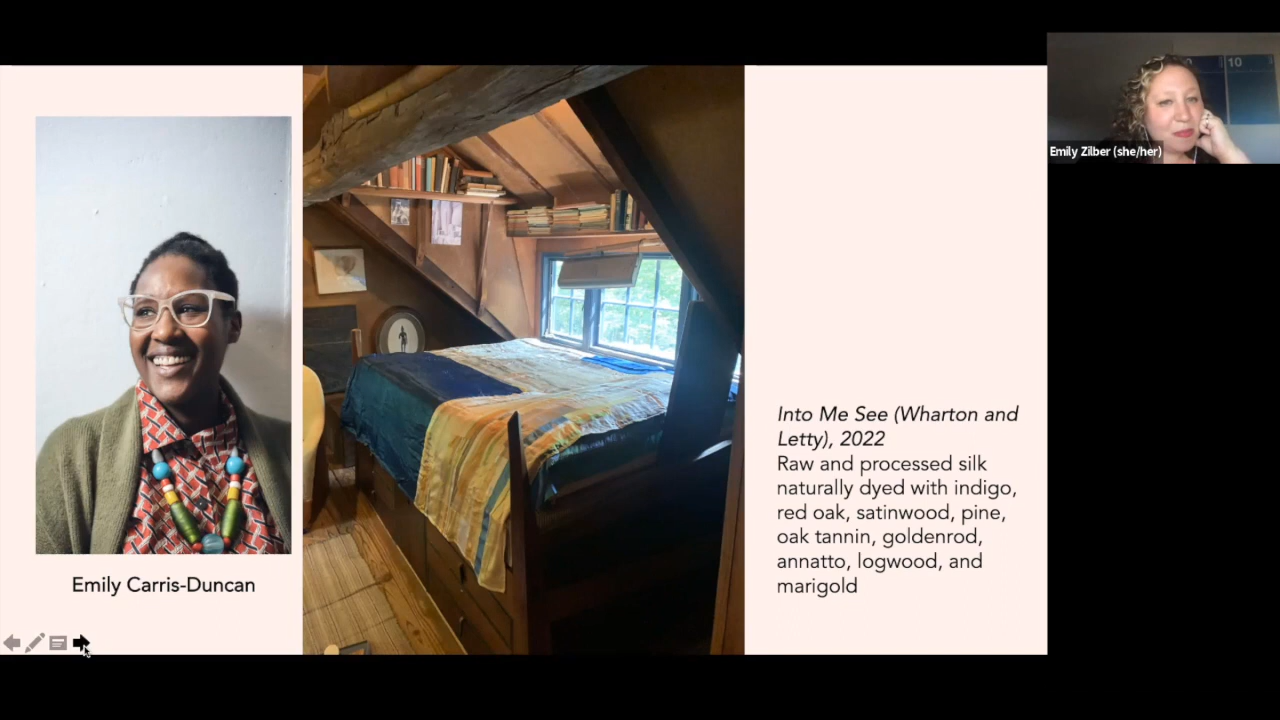 10
Emily Zilber (she/her)
Into Me See (Wharton and
Letty), 2022
Raw and processed silk
naturally dyed with indigo,
red oak, satinwood, pine,
oak tannin, goldenrod,
annatto, logwood, and
marigold
Emily Carris-Duncan